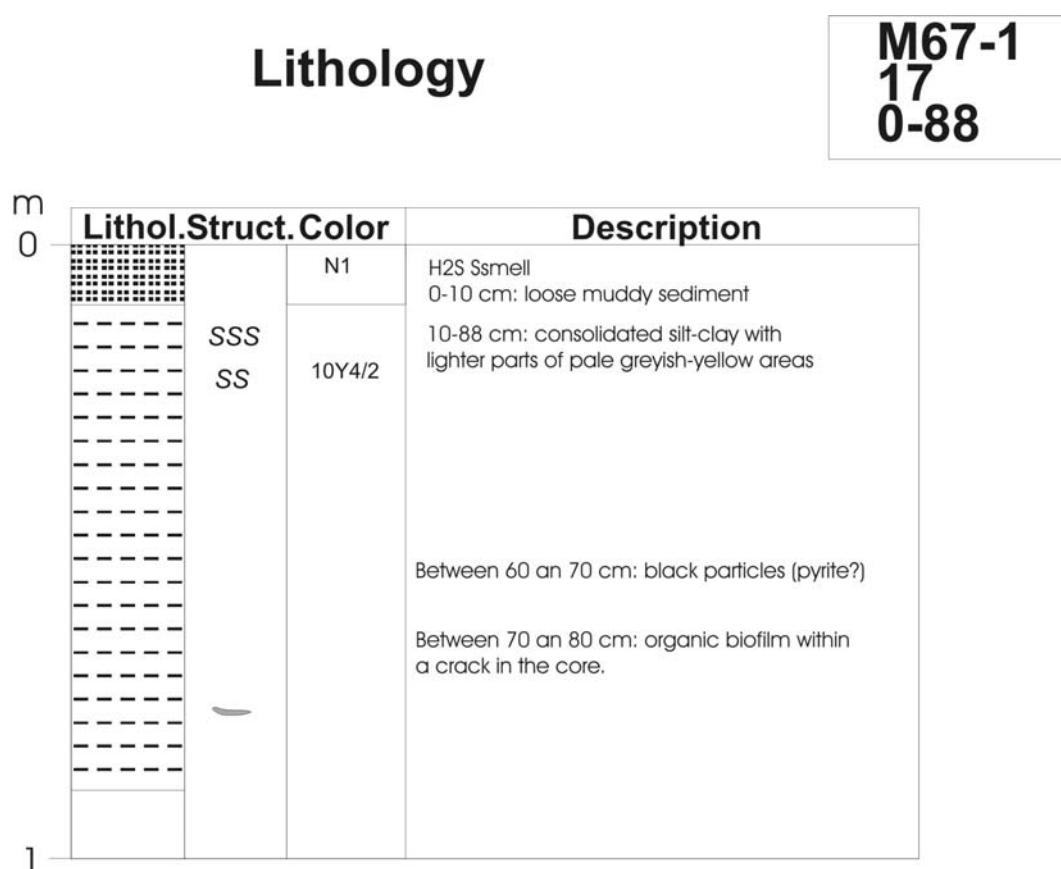 Lithology
M67-1
17
0-88
m
Lithol. Struct. Color Description
0
N1
H2S Ssmell
0-10 cm: loose muddy sediment
SSS
10-88 cm: consolidated silt-clay with
lighter parts of pale greyish-yellow areas
SS
10Y4/2
Between 60 an 70 cm: black particles (pyrite?)
Between 70 an 80 cm: organic biofilm within
a crack in the core.
1